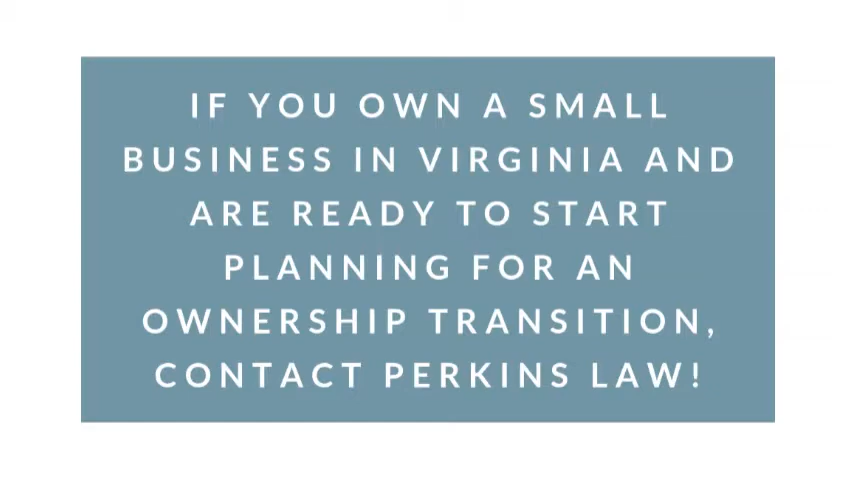 IF YOU OWN A SMALL
BUSINESS IN VIRGINIA AND
ARE READY TO START
PLANNING FOR AN
OWNERSHIP TRANSITION,
CONTACT PERKINS LAW!